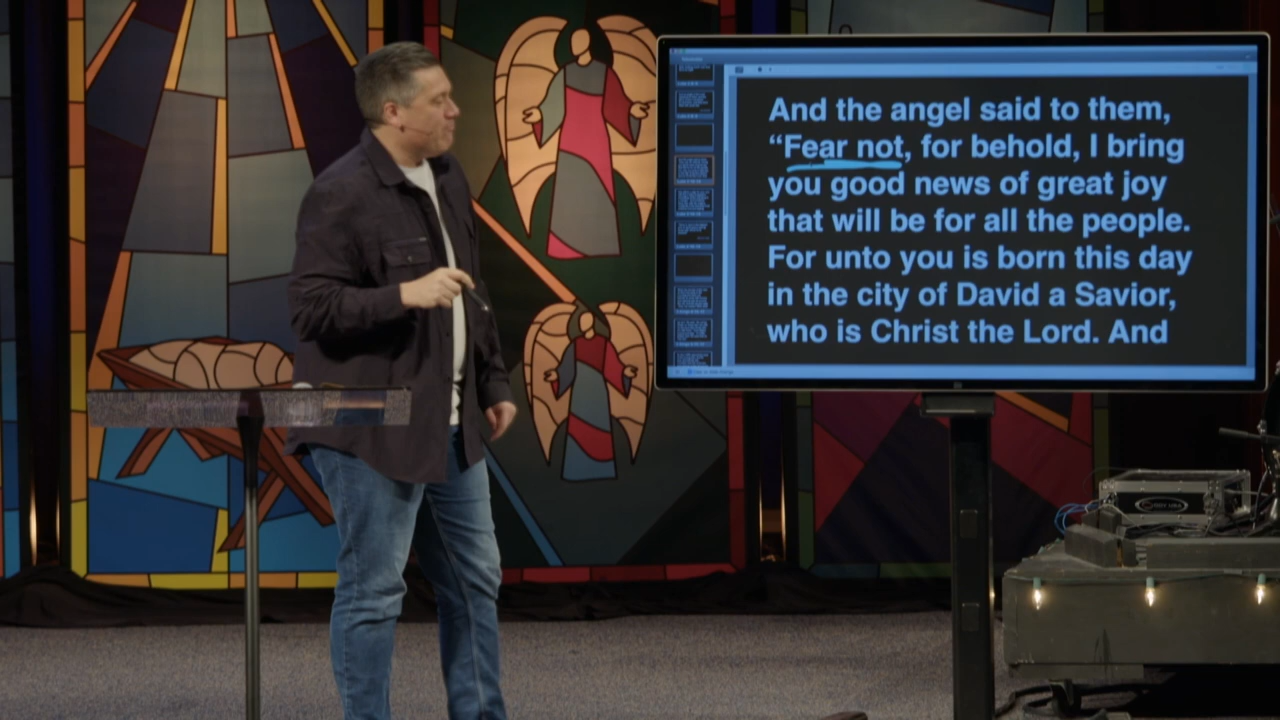 And the angel said to them,
“Fear not, for behold, I bring
you good news of great joy
that will be for all the people.
For unto you is born this day
in the city of David a Savior,
who is Christ the Lord. And